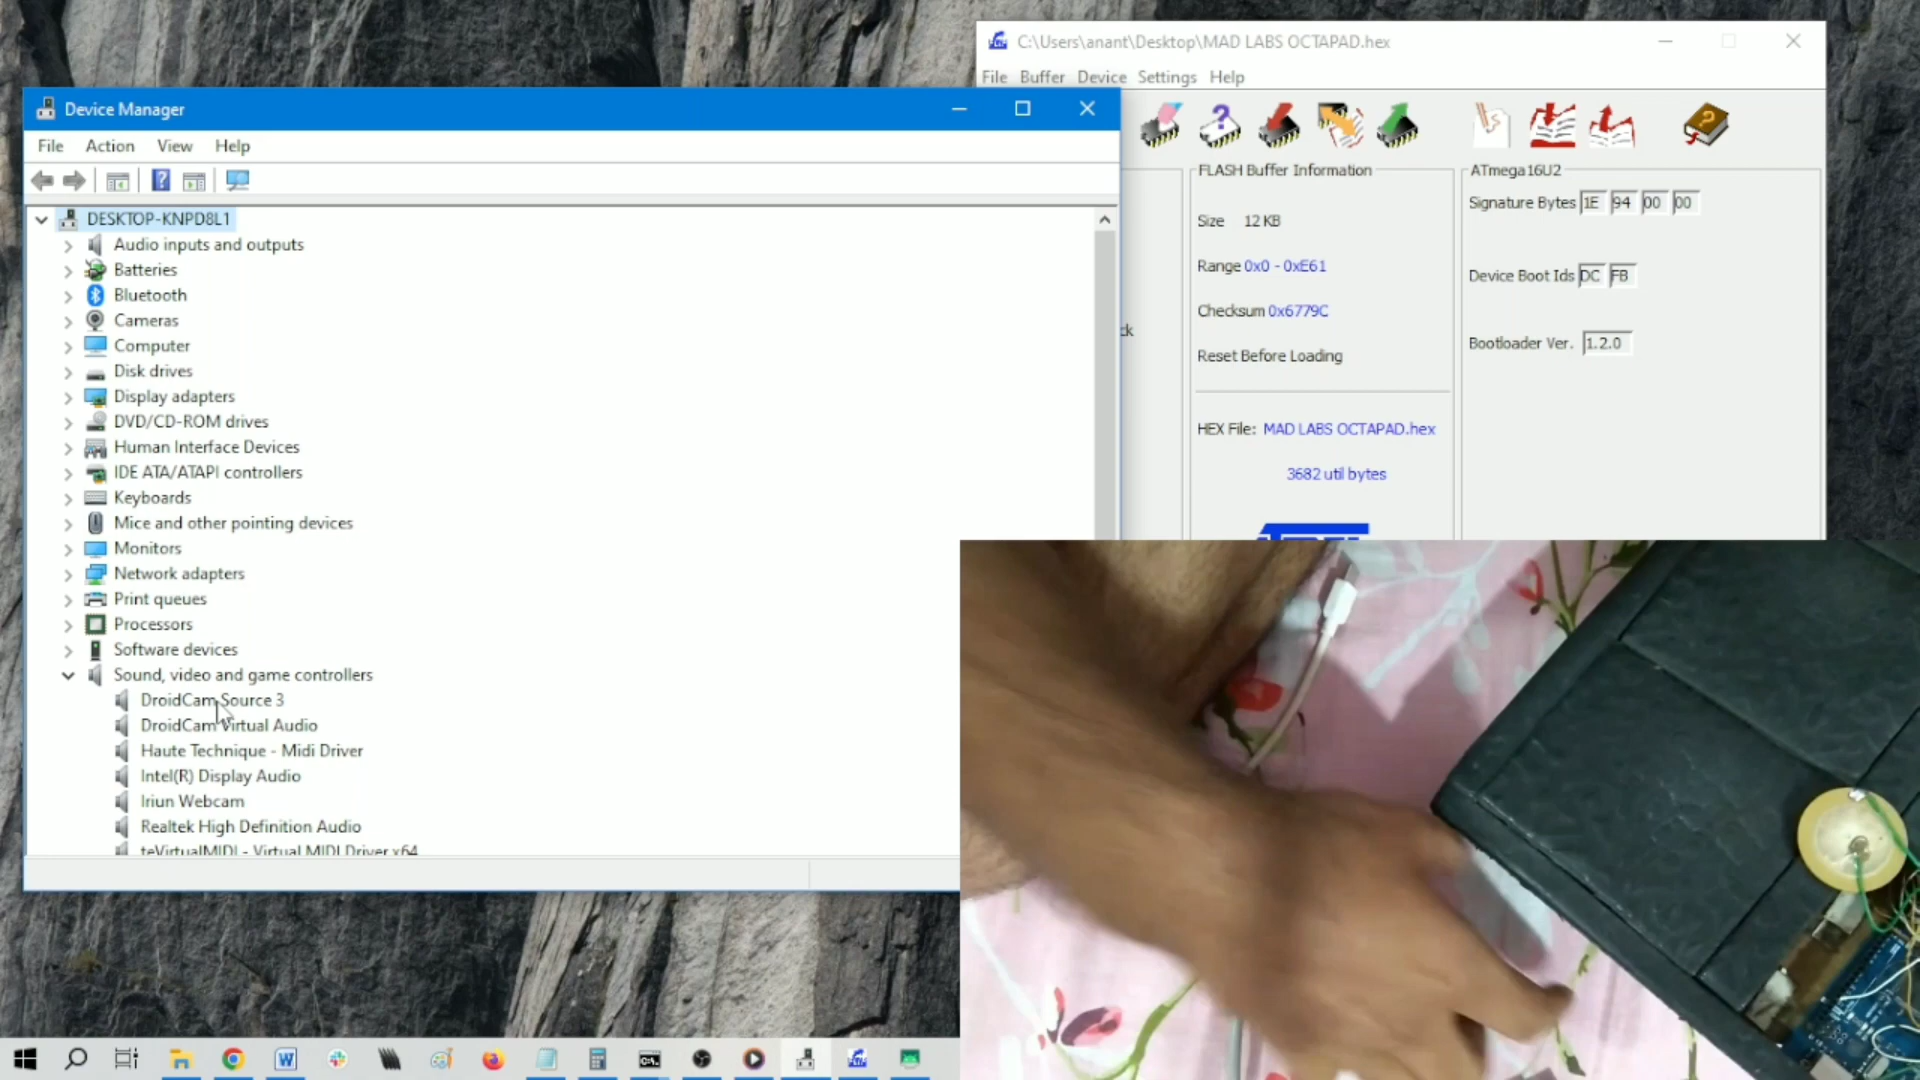 C:\Users\anant\Desktop\MAD LABS OCTAPAD.hex
File Buffer Device Settings Help
Device Manager
File Action View Help
DESKTOP-KNPD8L1
Audio inputs and outputs
Batteries
Bluetooth
Cameras
Computer
Disk drives
Display adapters
DVD/CD-ROM drives
Human Interface Devices
IDE ATA/ATAPI controllers
Keyboards
Mice and other pointing devices
Monitors
Network adapters
Print queues
Processors
Software devices
Sound, video and game controllers
DroidCam Source 3
DroidCam Virtual Audio
Haute Technique - Midi Driver
Intel(R) Display Audio
Iriun Webcam
Realtek High Definition Audio
teVirtualMIDI - Virtual MIDI Driver x64
ck
FLASH Buffer Information
Size 12 KB
Range 0x0 - 0xE61
Checksum 0x6779C
Reset Before Loading
HEX File: MAD LABS OCTAPAD.hex
3682 util bytes
ATmega16U2
Signature Bytes 1E 94 00 00
Device Boot Ids DC FB
Bootloader Ver. 1.2.0